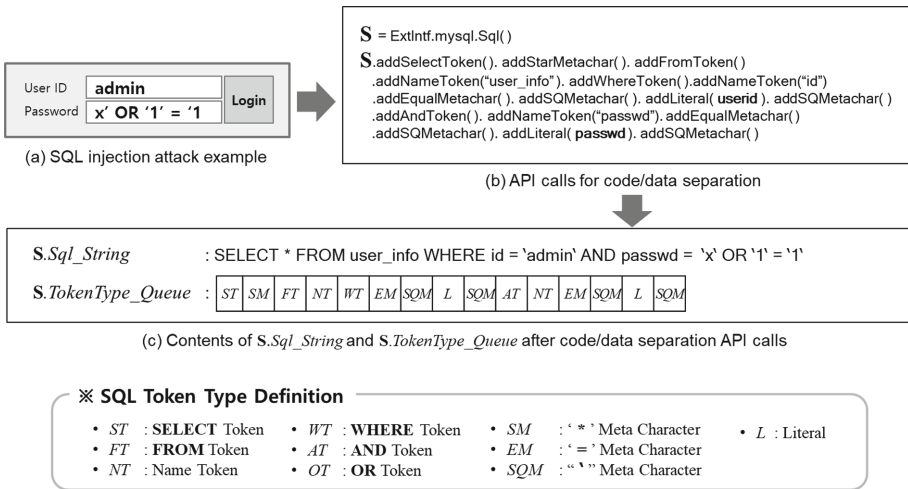 User ID admin
Password x’ OR ‘1’ = ‘1
Login
(a) SQL injection attack example
S = ExtIntf.mysql.Sql()
S.addSelectToken(). addStarMetachar(). addFromToken()
.addNameToken(“user_info”). addWhereToken().addNameToken(“id”)
.addEqualMetachar(). addSQMetachar(). addLiteral( userid ). addSQMetachar()
.addAndToken(). addNameToken(“passwd”). addEqualMetachar()
.addSQMetachar(). addLiteral( passwd ). addSQMetachar()
(b) API calls for code/data separation
S.Sql_String : SELECT * FROM user_info WHERE id = ‵admin‵ AND passwd = ‵x‵ OR ‵1‵ = ‵1‵
S.TokenType_Queue : ST SM FT NT WT EM SQM L SQM AT NT EM SQM L SQM
(c) Contents of S.Sql_String and S.TokenType_Queue after code/data separation API calls
※ SQL Token Type Definition
• ST : SELECT Token • WT : WHERE Token • SM : ‘ * ’ Meta Character • L : Literal
• FT : FROM Token • AT : AND Token • EM : ‘ = ’ Meta Character
• NT : Name Token • OT : OR Token • SQM : “ ‵ ” Meta Character